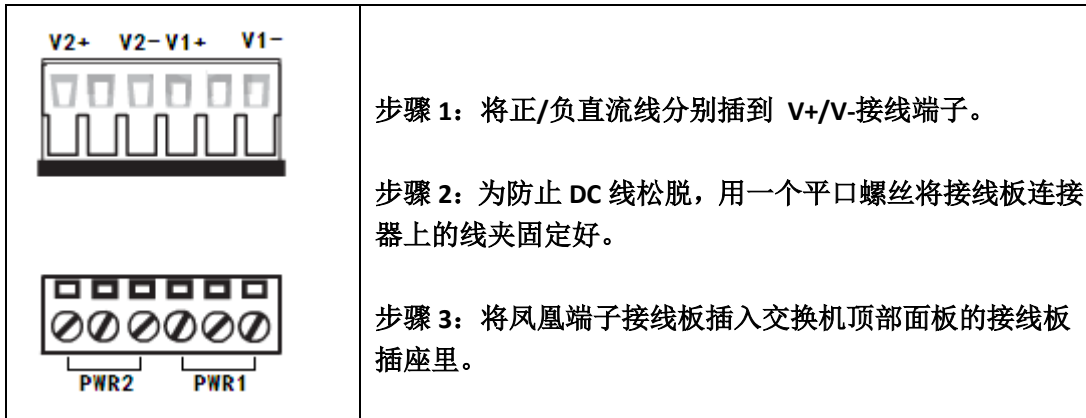 V2+ V2- V1+ V1-
PWR2 PWR1
步骤 1：将正/负直流线分别插到 V+/V-接线端子。
步骤 2：为防止 DC 线松脱，用一个平口螺丝将接线板连接
器上的线夹固定好。
步骤 3：将凤凰端子接线板插入交换机顶部面板的接线板
插座里。